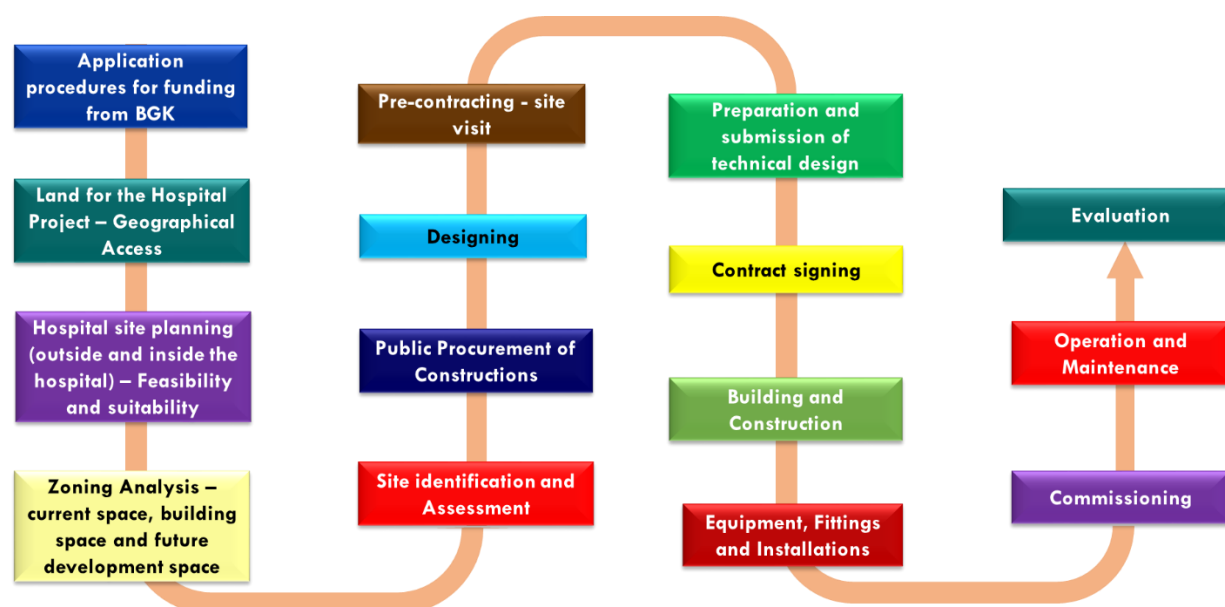 Application
procedures for funding
from BGK
Land for the Hospital
Project – Geographical
Access
Hospital site planning
(outside and inside the
hospital) – Feasibility
and suitability
Zoning Analysis –
current space, building
space and future
development space
Pre-contracting - site
visit
Designing
Public Procurement of
Constructions
Site identification and
Assessment
Preparation and
submission of
technical design
Contract signing
Building and
Construction
Equipment, Fittings
and Installations
Evaluation
Operation and
Maintenance
Commissioning